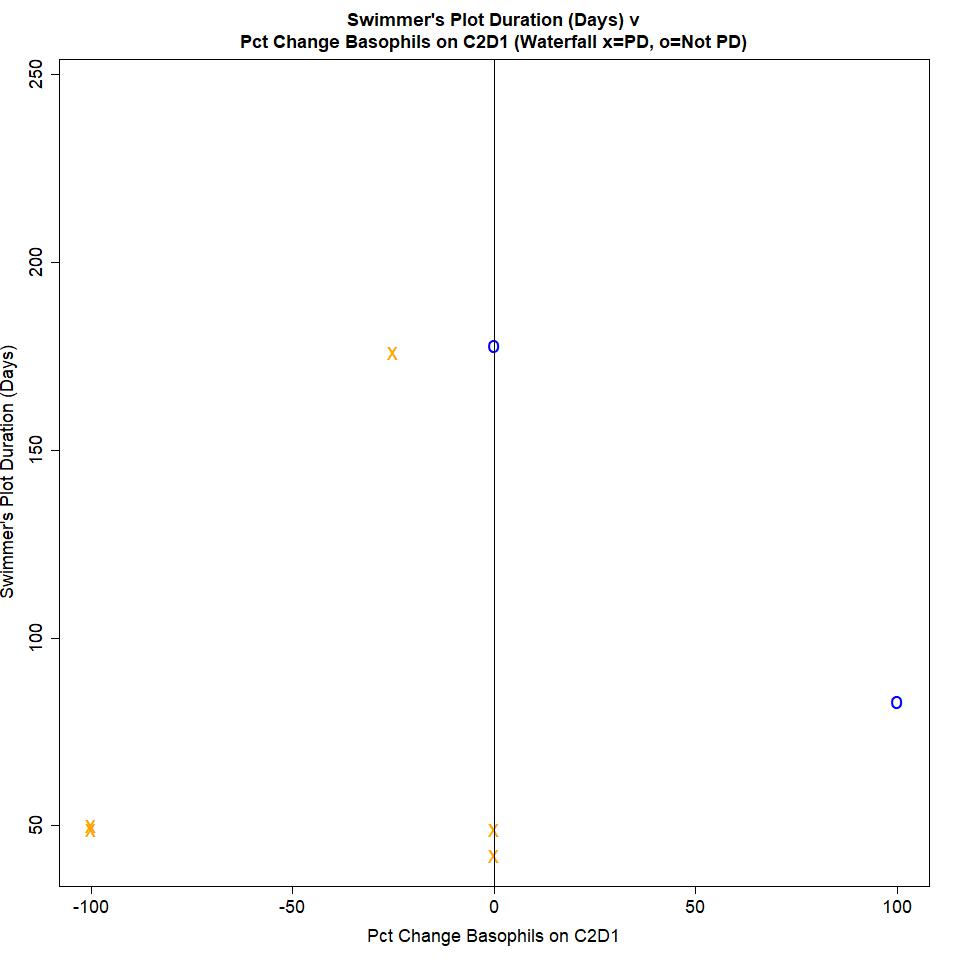 Swimmer's Plot Duration (Days) v
Pct Change Basophils on C2D1 (Waterfall x=PD, o=Not PD)
Swimmer's Plot Duration (Days)
250
200
150
100
50
X
O
O
X
X
X
X
-100
-50
0
50
100
Pct Change Basophils on C2D1